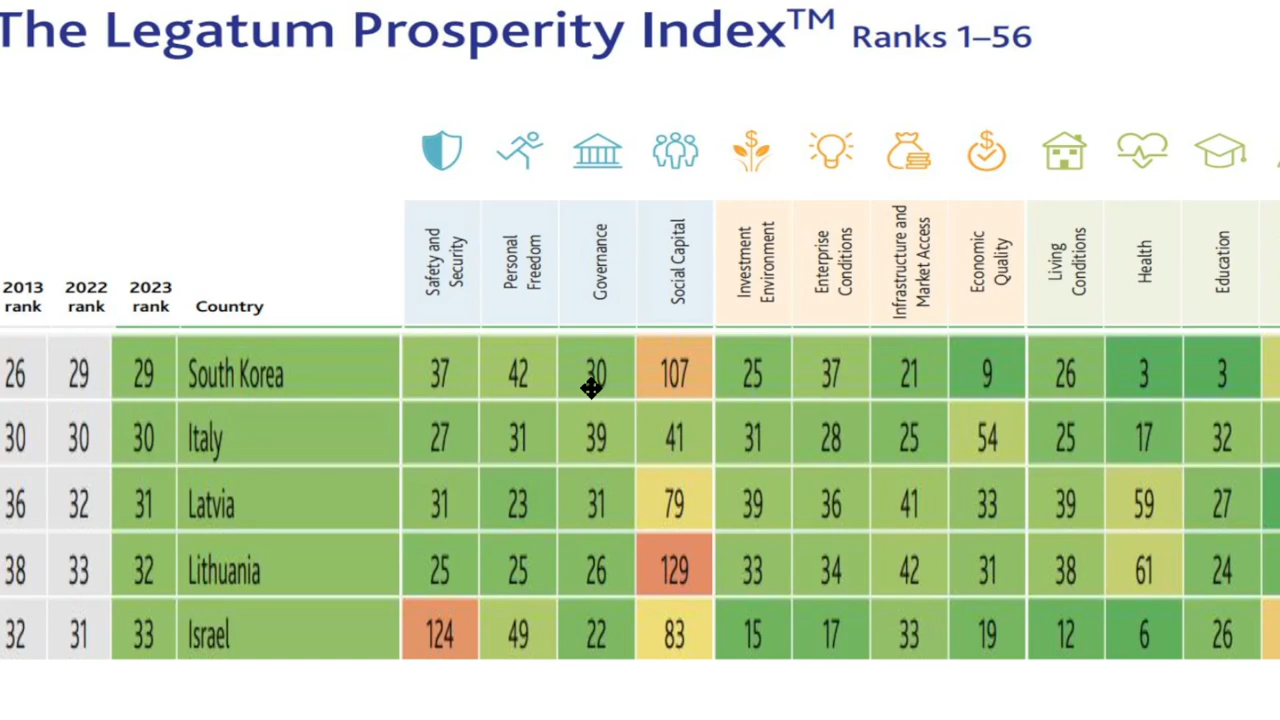 The Legatum Prosperity Index™ Ranks 1–56
2013 rank 2022 rank 2023 rank Country Safety and Security Personal Freedom Governance Social Capital Investment Environment Enterprise Conditions Infrastructure and Market Access Economic Quality Living Conditions Health Education
26 29 29 South Korea 37 42 30 107 25 37 21 9 26 3 3
30 30 30 Italy 27 31 39 41 31 28 25 54 25 17 32
36 32 31 Latvia 31 23 31 79 39 36 41 33 39 59 27
38 33 32 Lithuania 25 25 26 129 33 34 42 31 38 61 24
32 31 33 Israel 124 49 22 83 15 17 33 19 12 6 26